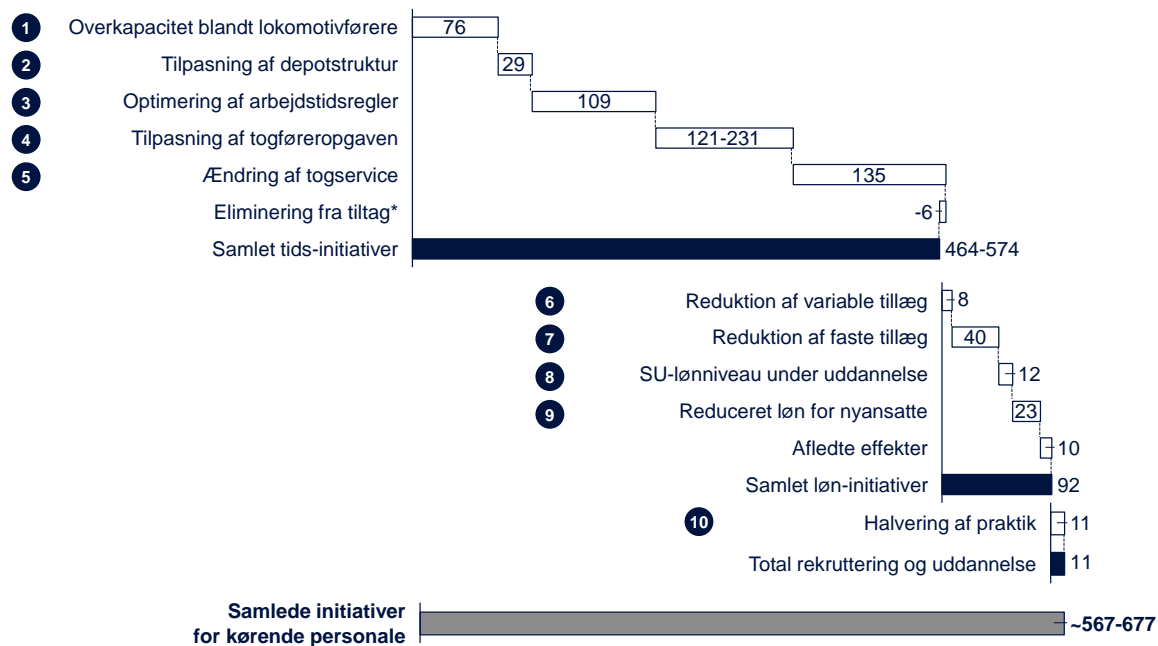 1 Overkapacitet blandt lokomotivførere 76
2 Tilpasning af depotstruktur 29
3 Optimering af arbejdstidsregler 109
4 Tilpasning af togføreropgaven 121-231
5 Ændring af togservice 135
Eliminering fra tiltag* -6
Samlet tids-initiativer 464-574
6 Reduktion af variable tillæg 8
7 Reduktion af faste tillæg 40
8 SU-lønniveau under uddannelse 12
9 Reduceret løn for nyansatte 23
Afledte effekter 10
Samlet løn-initiativer 92
10 Halvering af praktik 11
Total rekruttering og uddannelse 11
Samlede initiativer
for kørende personale ~567-677